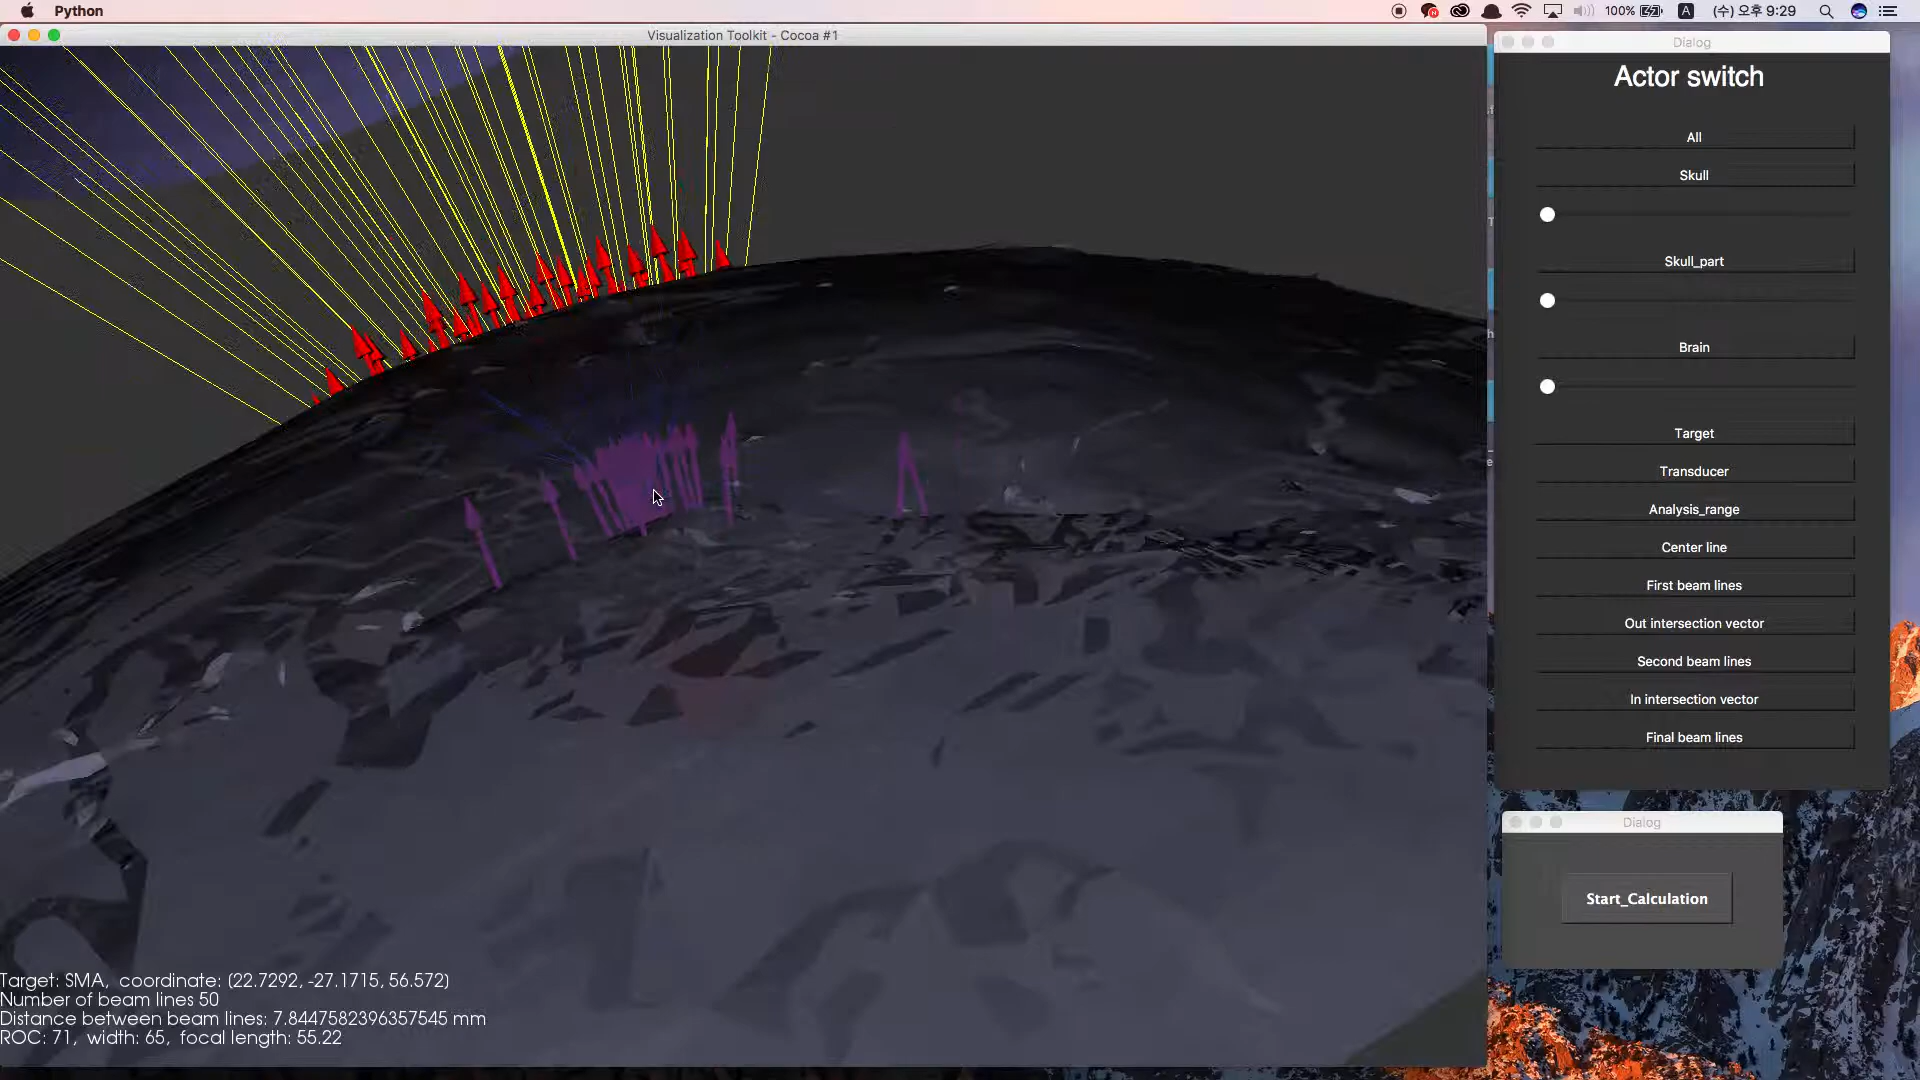 Python
100%
A
(수) 오후 9:29
Visualization Toolkit - Cocoa #1
Dialog
Actor switch
All
Skull
Skull_part
Brain
Target
Transducer
Analysis_range
Center line
First beam lines
Out intersection vector
Second beam lines
In intersection vector
Final beam lines
Dialog
Start_Calculation
Target: SMA, coordinate: (22.7292, -27.1715, 56.572)
Number of beam lines 50
Distance between beam lines: 7.8447582396357545 mm
ROC: 71, width: 65, focal length: 55.22